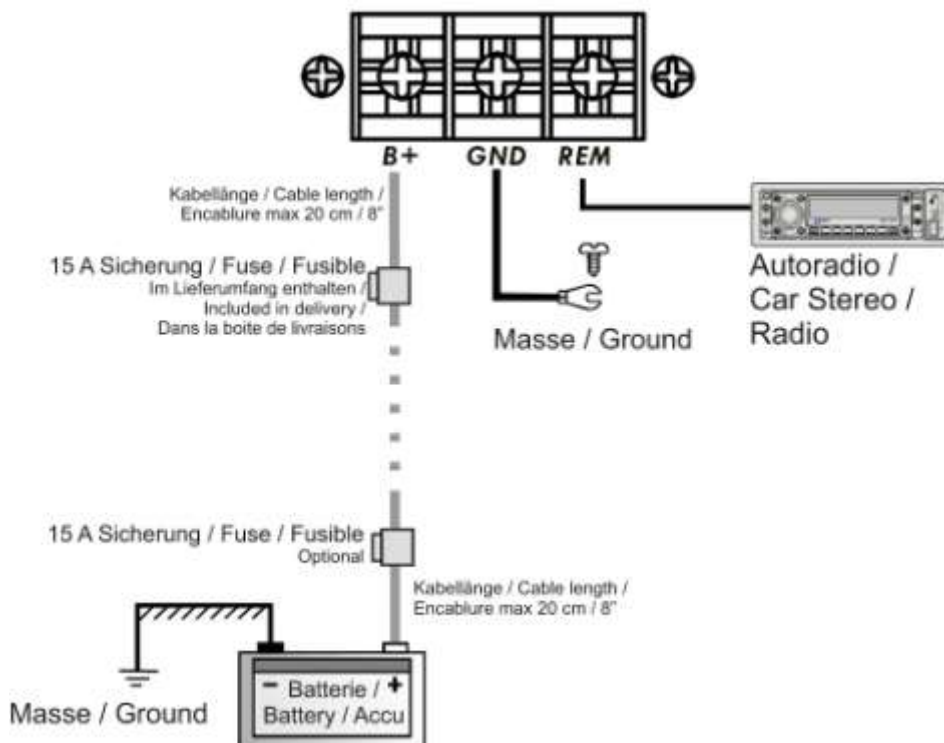 B+ GND REM
Kabellänge / Cable length /
Encablure max 20 cm / 8"
15 A Sicherung / Fuse / Fusible
Im Lieferumfang enthalten /
Included in delivery /
Dans la boite de livraisons
Masse / Ground
Autoradio /
Car Stereo /
Radio
15 A Sicherung / Fuse / Fusible
Optional
Kabellänge / Cable length /
Encablure max 20 cm / 8"
Masse / Ground
- Batterie / +
Battery / Accu